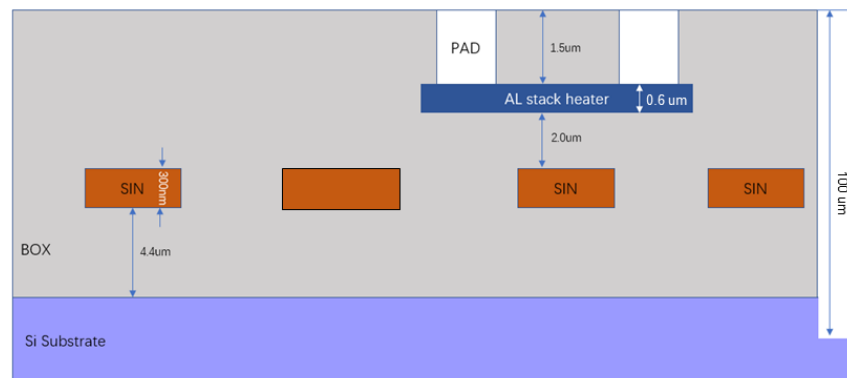 PAD
1.5um
AL stack heater
0.6 um
2.0um
SIN
300nm
SIN
SIN
100 um
4.4um
BOX
Si Substrate